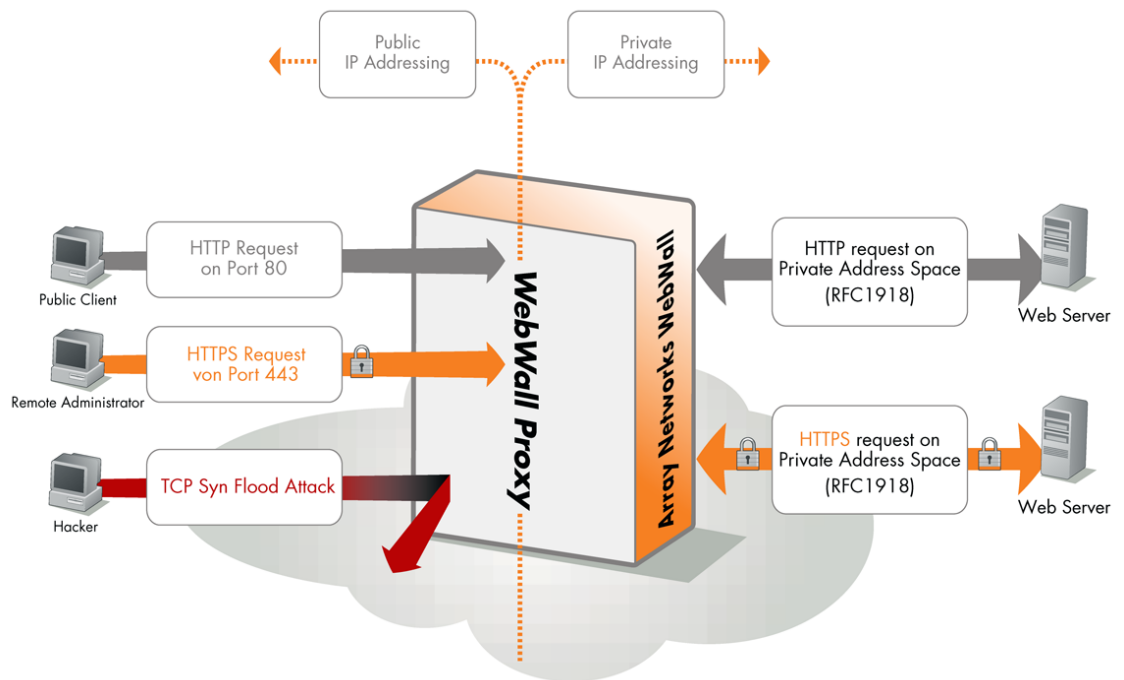 Public
IP Addressing
Private
IP Addressing
HTTP Request
on Port 80
Public Client
HTTPS Request
von Port 443
Remote Administrator
TCP Syn Flood Attack
Hacker
WebWall Proxy
Array Networks WebWall
HTTP request on
Private Address Space
(RFC1918)
Web Server
HTTPS request on
Private Address Space
(RFC1918)
Web Server